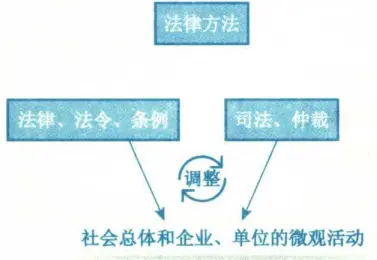 法律方法
法律、法令、条例
司法、仲裁
调整
社会总体和企业、单位的微观活动